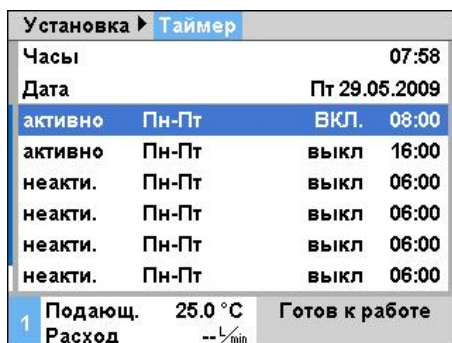 Установка ▶ Таймер
Часы 07:58
Дата Пт 29.05.2009
активно Пн-Пт ВКЛ. 08:00
активно Пн-Пт выкл 16:00
неакти. Пн-Пт выкл 06:00
неакти. Пн-Пт выкл 06:00
неакти. Пн-Пт выкл 06:00
неакти. Пн-Пт выкл 06:00
1 Подающ. 25.0 °C Готов к работе
Расход -- L/min